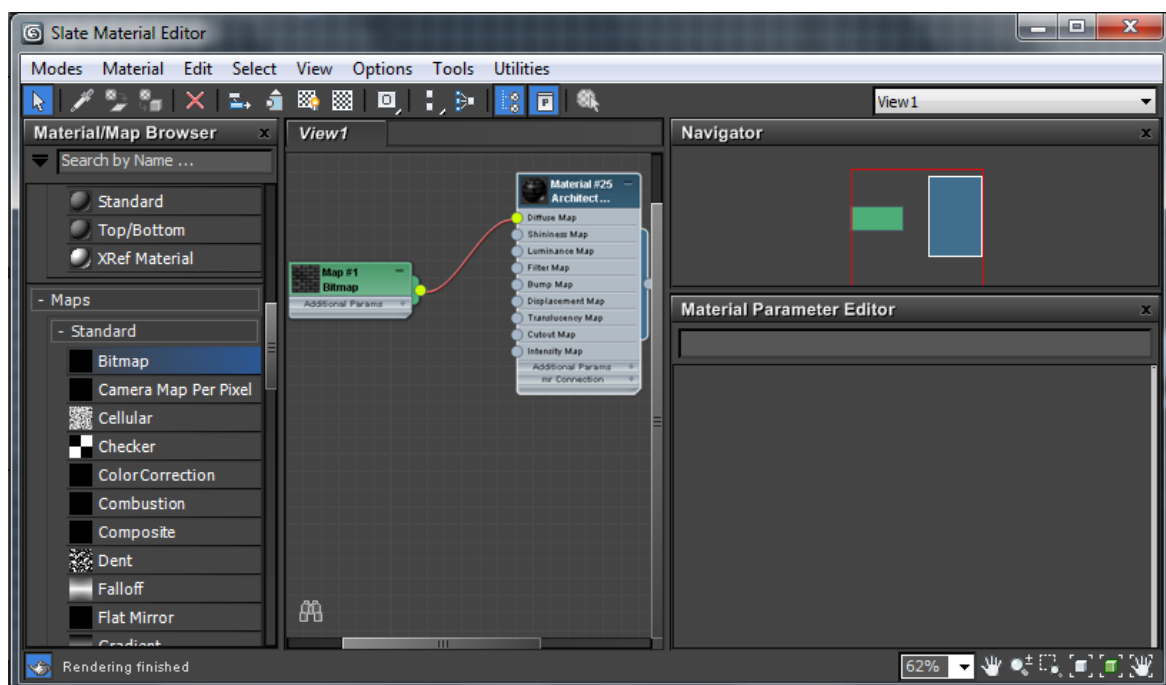 Slate Material Editor
Modes Material Edit Select View Options Tools Utilities
View1
Material/Map Browser x
Search by Name ...
Standard
Top/Bottom
XRef Material
- Maps
- Standard
Bitmap
Camera Map Per Pixel
Cellular
Checker
ColorCorrection
Combustion
Composite
Dent
Falloff
Flat Mirror
Gradient
View1
Map #1
Bitmap
Additional Params +
Material #25
Architect...
Diffuse Map
Shininess Map
Luminance Map
Filter Map
Bump Map
Displacement Map
Translucency Map
Cutout Map
Intensity Map
Additional Params +
mr Connection +
Navigator x
Material Parameter Editor x
Rendering finished
62%